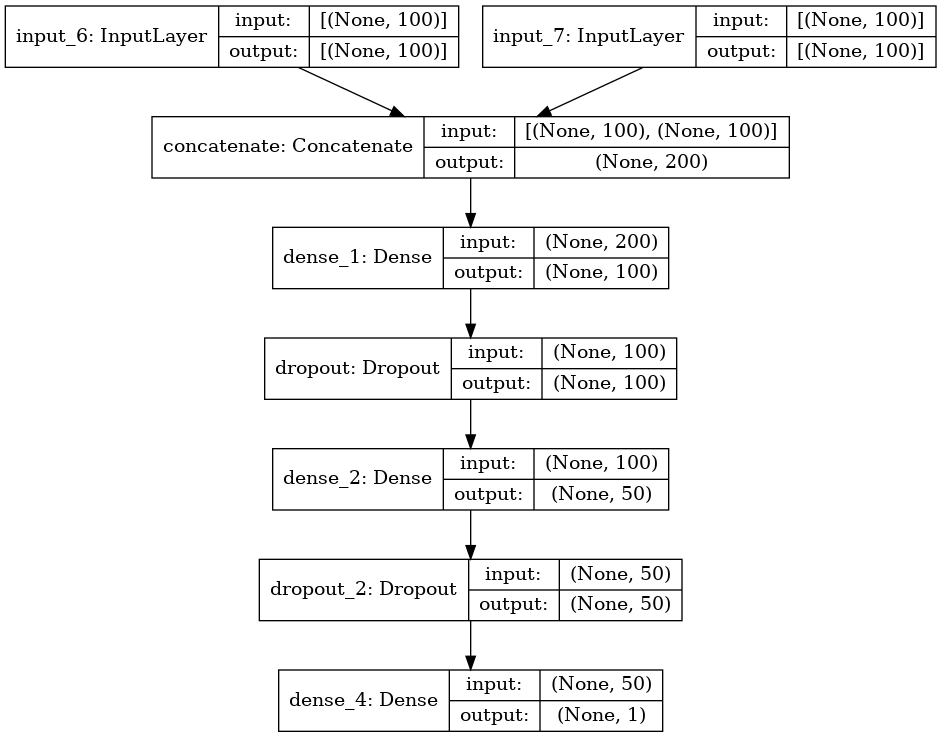 input_6: InputLayer
input: [(None, 100)]
output: [(None, 100)]
input_7: InputLayer
input: [(None, 100)]
output: [(None, 100)]
concatenate: Concatenate
input: [(None, 100), (None, 100)]
output: (None, 200)
dense_1: Dense
input: (None, 200)
output: (None, 100)
dropout: Dropout
input: (None, 100)
output: (None, 100)
dense_2: Dense
input: (None, 100)
output: (None, 50)
dropout_2: Dropout
input: (None, 50)
output: (None, 50)
dense_4: Dense
input: (None, 50)
output: (None, 1)